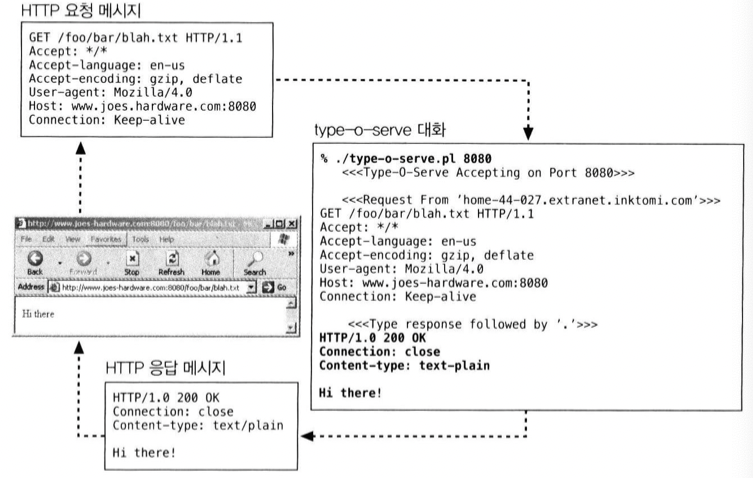 HTTP 요청 메시지
GET /foo/bar/blah.txt HTTP/1.1
Accept: */*
Accept-language: en-us
Accept-encoding: gzip, deflate
User-agent: Mozilla/4.0
Host: www.joes.hardware.com:8080
Connection: Keep-alive
type-o-serve 대화
% ./type-o-serve.pl 8080
<<<Type-O-Serve Accepting on Port 8080>>>
<<<Request From 'home-44-027.extranet.inktomi.com'>>>
GET /foo/bar/blah.txt HTTP/1.1
Accept: */*
Accept-language: en-us
Accept-encoding: gzip, deflate
User-agent: Mozilla/4.0
Host: www.joes-hardware.com:8080
Connection: Keep-alive
<<<Type response followed by '.'>>>
HTTP/1.0 200 OK
Connection: close
Content-type: text-plain
Hi there!
http://www.joes-hardware.com:8080/foo/bar/blah.txt
File Edit View Favorites Tools Help
Back Forward Stop Refresh Home Search
Address http://www.joes-hardware.com:8080/foo/bar/blah.txt Go
Hi there
HTTP 응답 메시지
HTTP/1.0 200 OK
Connection: close
Content-type: text/plain
Hi there!